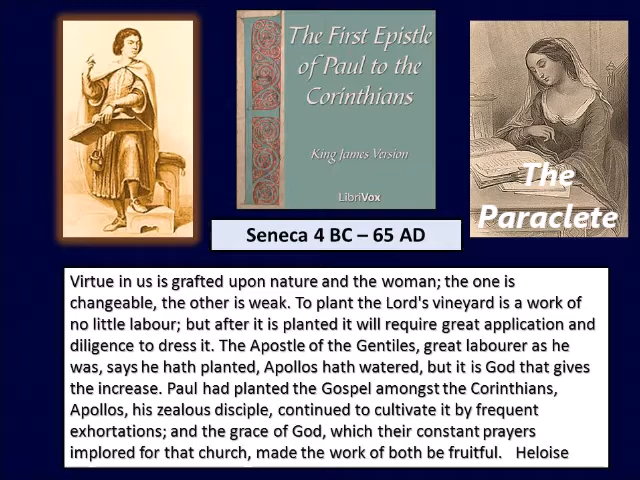 The First Epistle
of Paul to the
Corinthians
King James Version
LibriVox
The
Paraclete
Seneca 4 BC – 65 AD
Virtue in us is grafted upon nature and the woman; the one is
changeable, the other is weak. To plant the Lord's vineyard is a work of
no little labour; but after it is planted it will require great application and
diligence to dress it. The Apostle of the Gentiles, great labourer as he
was, says he hath planted, Apollos hath watered, but it is God that gives
the increase. Paul had planted the Gospel amongst the Corinthians,
Apollos, his zealous disciple, continued to cultivate it by frequent
exhortations; and the grace of God, which their constant prayers
implored for that church, made the work of both be fruitful. Heloise